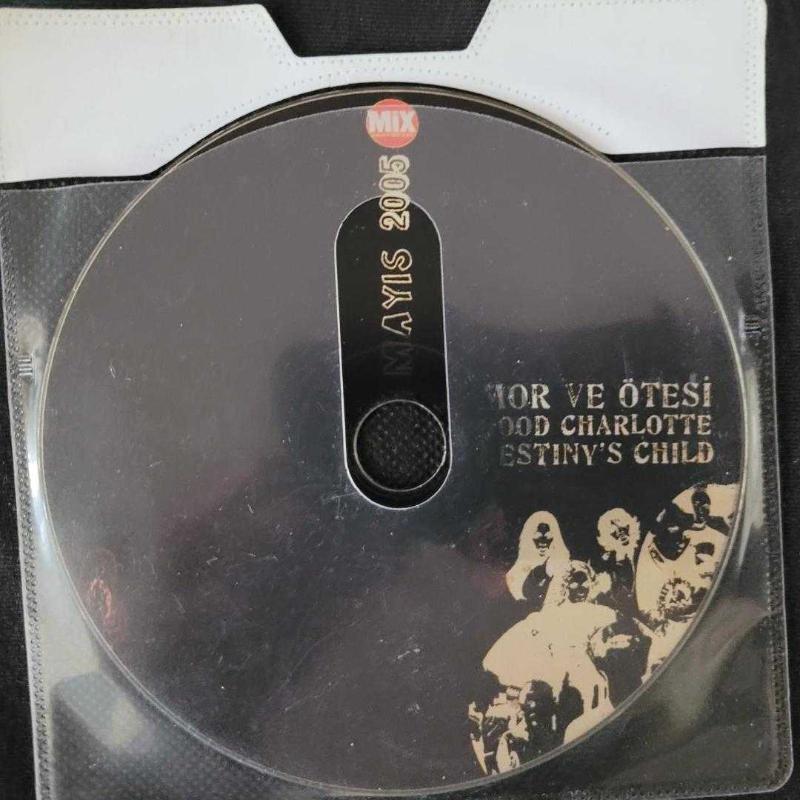 MiX
MAYIS 2005
MOR VE ÖTESİ
OOD CHARLOTTE
ESTINY'S CHILD